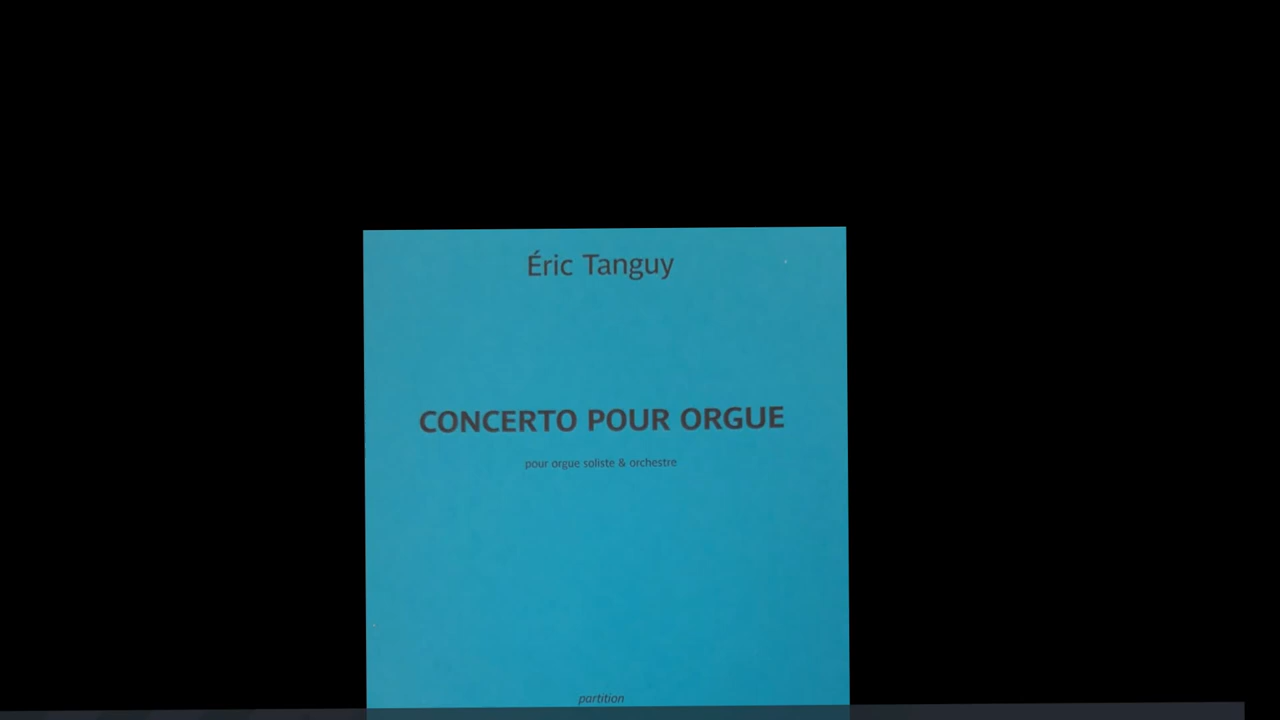 Éric Tanguy
CONCERTO POUR ORGUE
pour orgue soliste & orchestre
partition